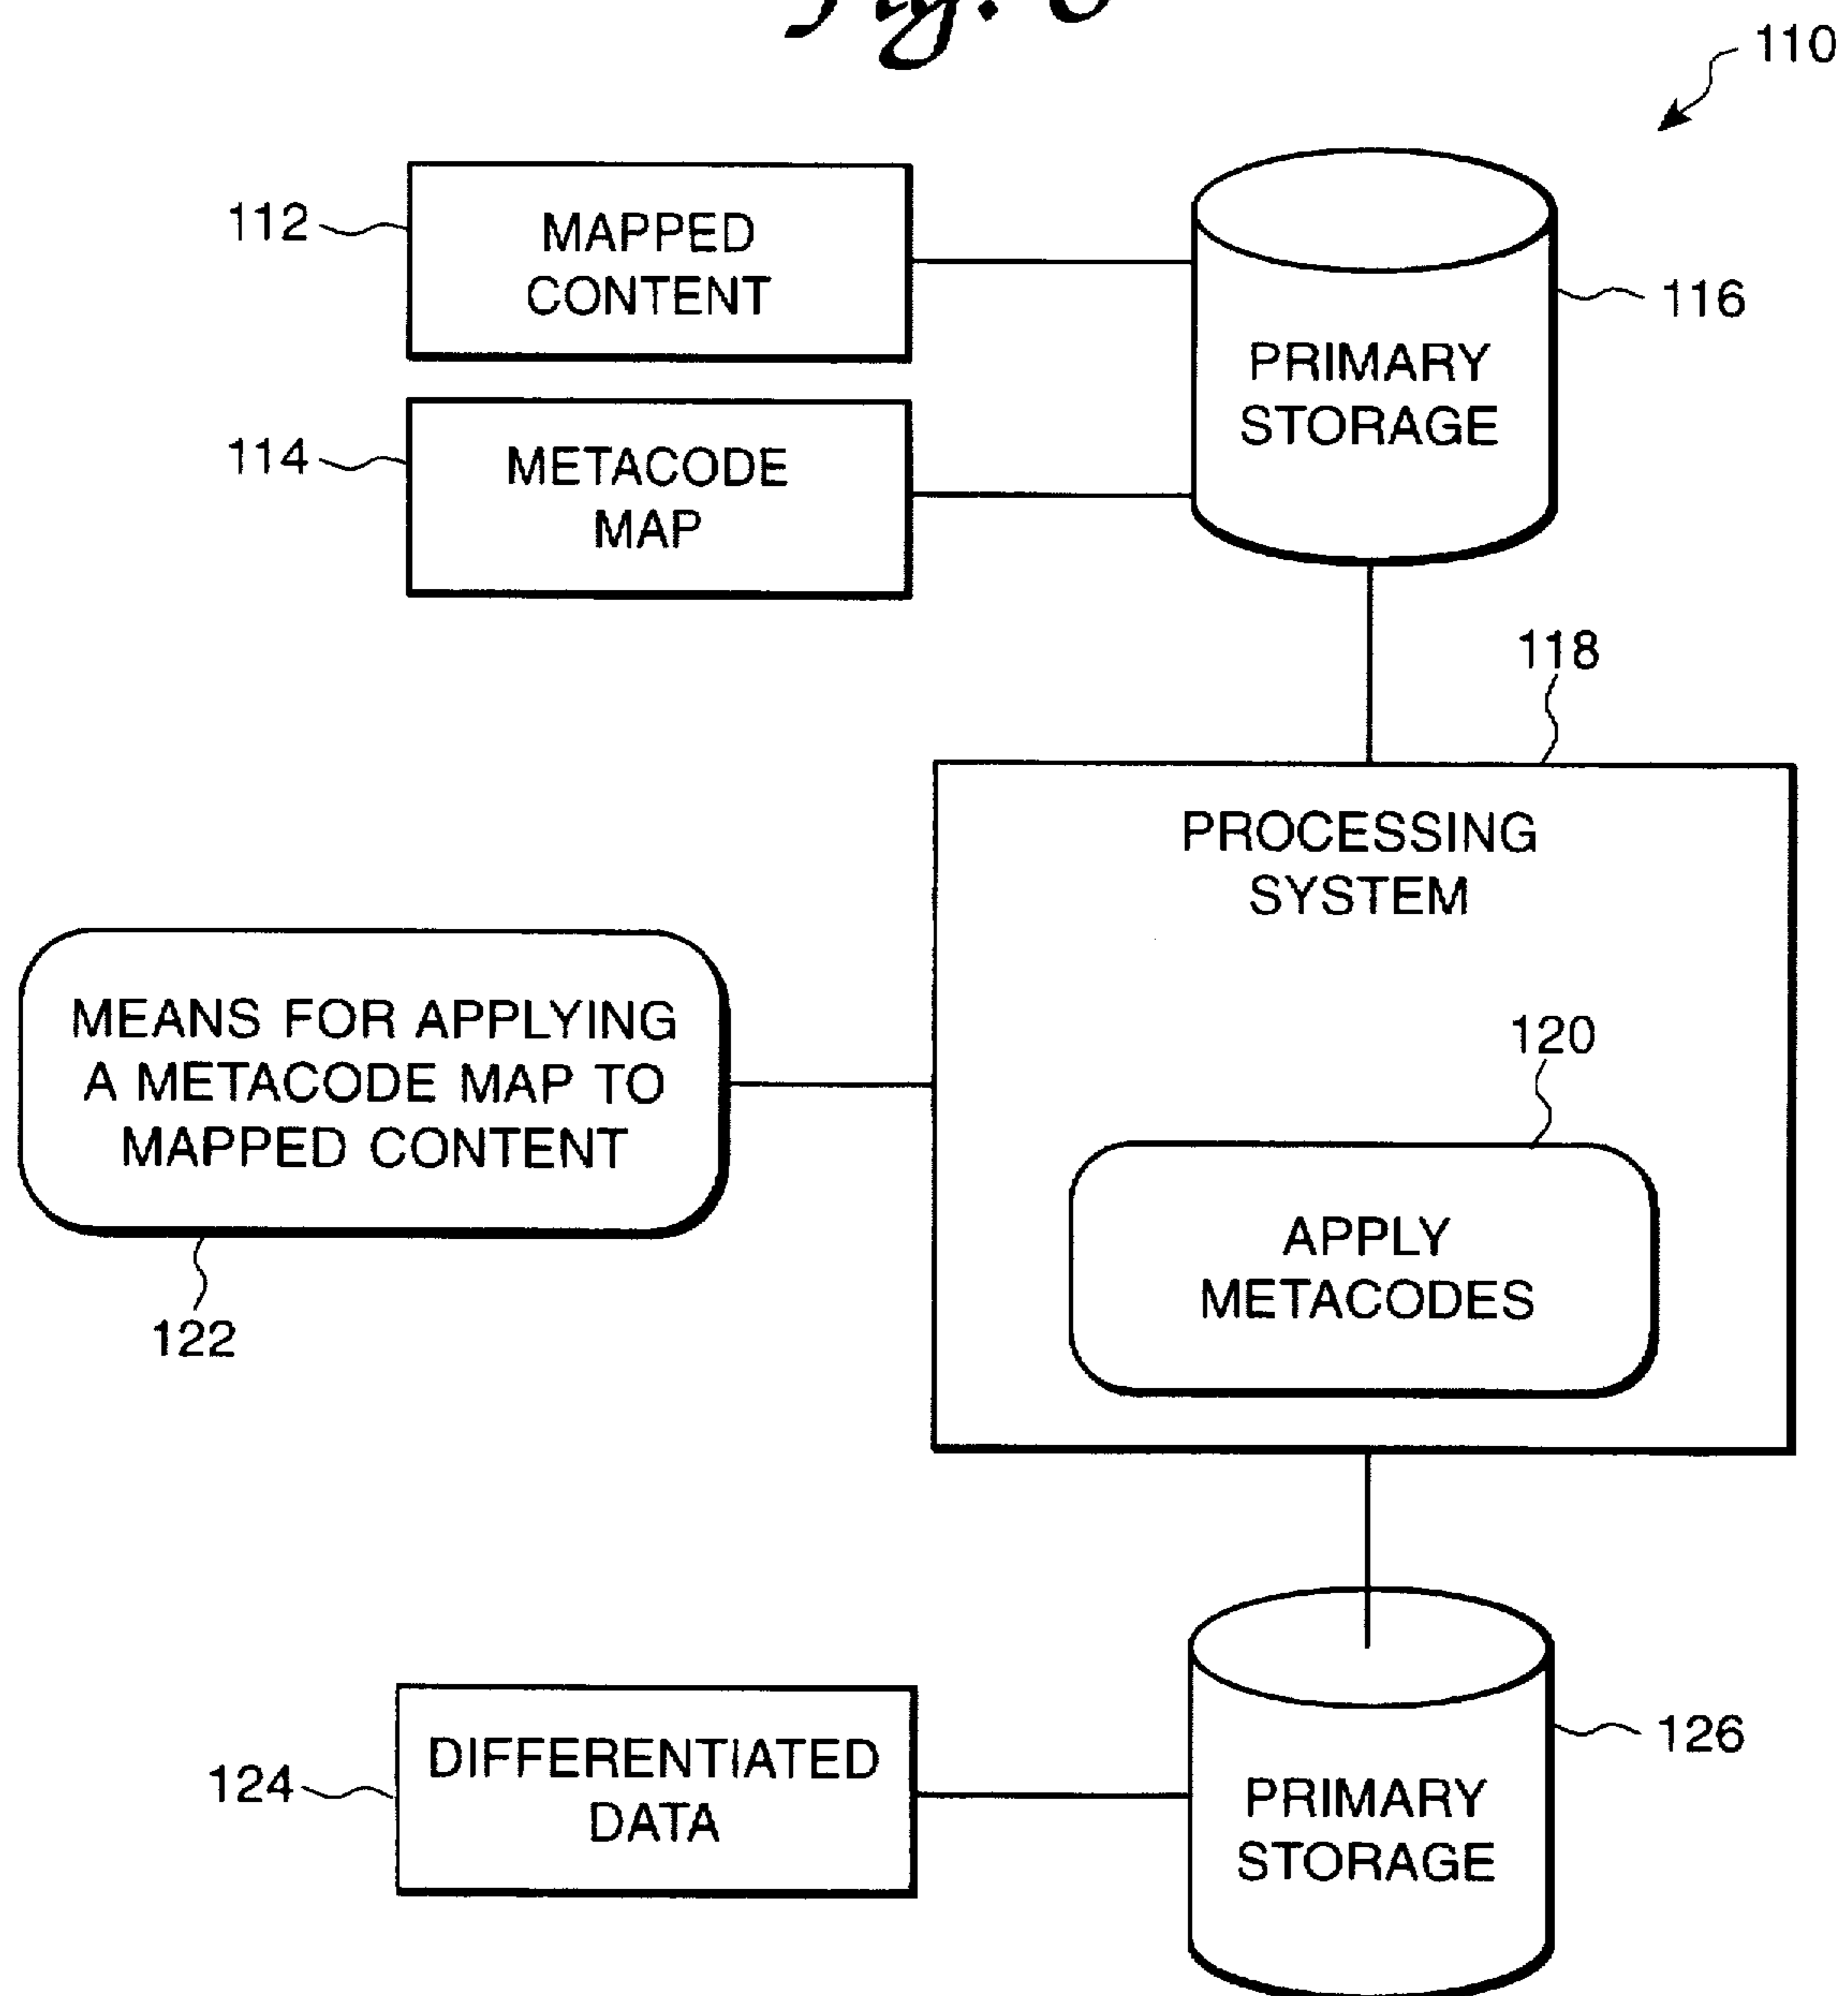 110
112
MAPPED
CONTENT
116
PRIMARY
STORAGE
114
METACODE
MAP
118
PROCESSING
SYSTEM
MEANS FOR APPLYING
A METACODE MAP TO
MAPPED CONTENT
120
APPLY
METACODES
122
124
DIFFERENTIATED
DATA
126
PRIMARY
STORAGE